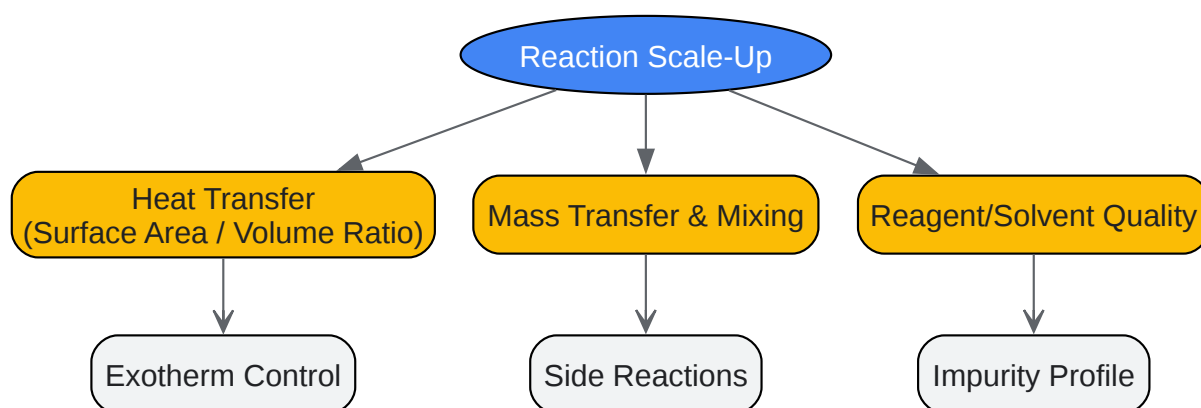 Reaction Scale-Up
Heat Transfer
(Surface Area / Volume Ratio)
Mass Transfer & Mixing
Reagent/Solvent Quality
Exotherm Control
Side Reactions
Impurity Profile